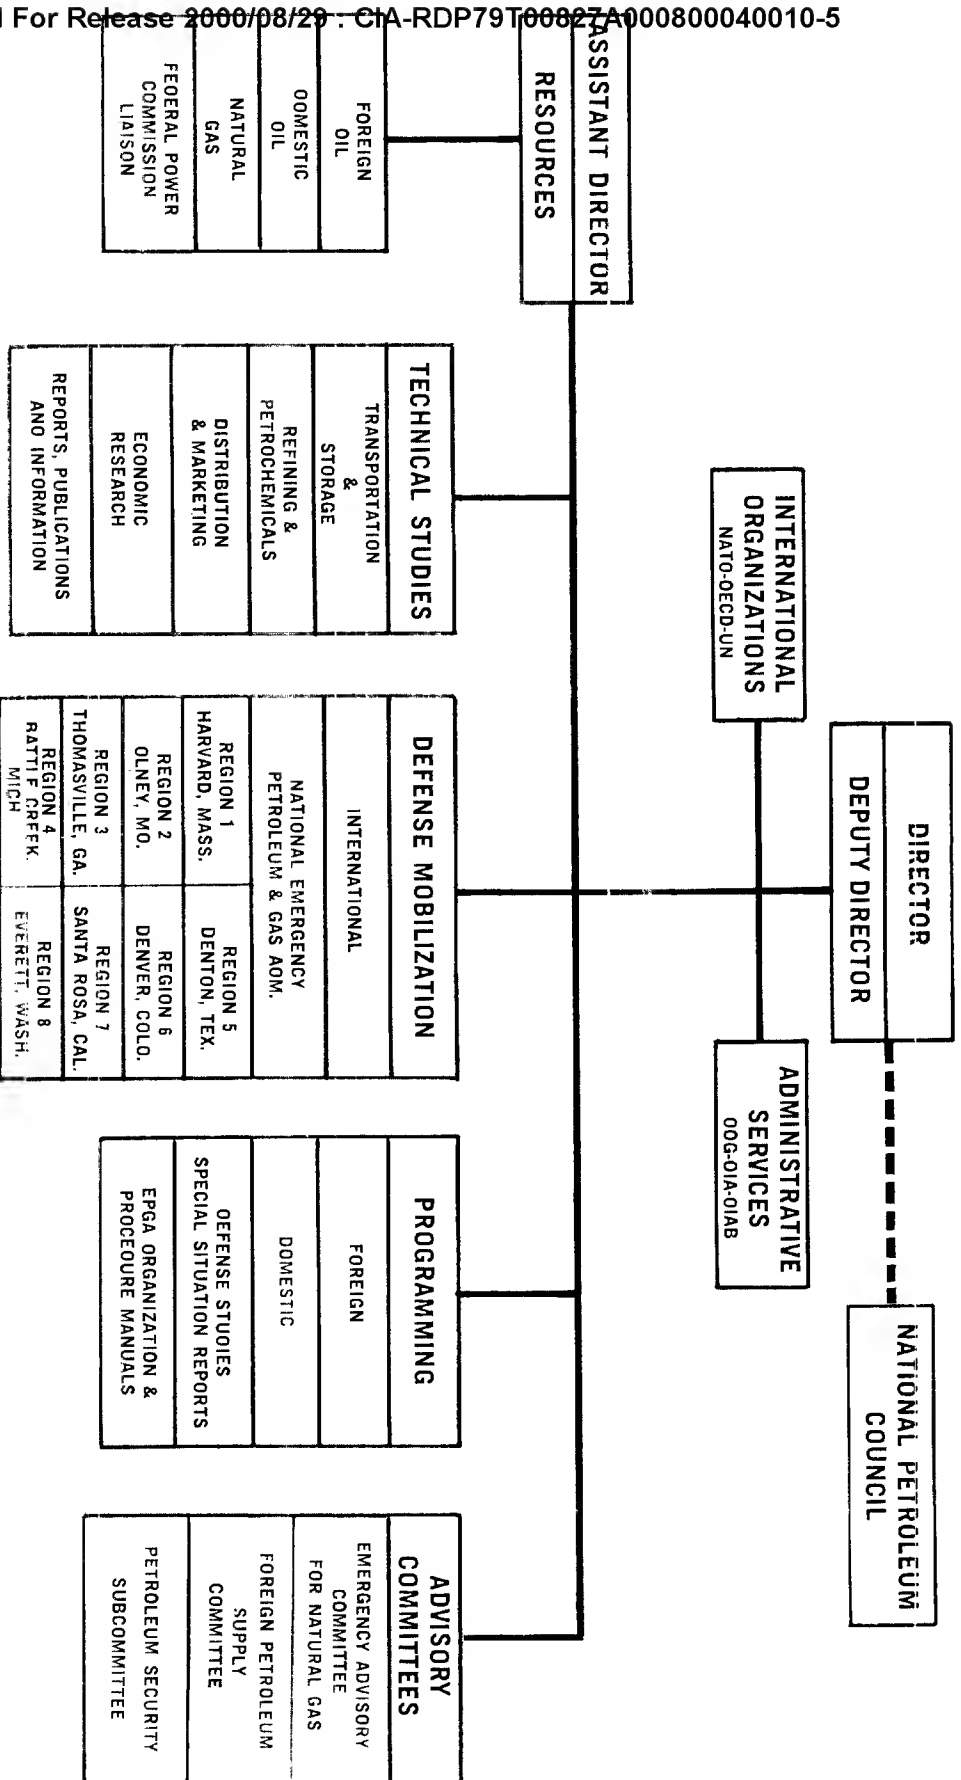 l For Release 2000/08/29 : CIA-RDP79T00827A000800040010-5
DIRECTOR
DEPUTY DIRECTOR
NATIONAL PETROLEUM
COUNCIL
INTERNATIONAL
ORGANIZATIONS
NATO-OECD-UN
ADMINISTRATIVE
SERVICES
OOG-OIA-OIAB
ASSISTANT DIRECTOR
RESOURCES
FOREIGN
OIL
OOMESTIC
OIL
NATURAL
GAS
FEOERAL POWER
COMMISSION
LIAISON
TECHNICAL STUDIES
TRANSPORTATION
&
STORAGE
REFINING &
PETROCHEMICALS
DISTRIBUTION
& MARKETING
ECONOMIC
RESEARCH
REPORTS, PUBLICATIONS
ANO INFORMATION
DEFENSE MOBILIZATION
INTERNATIONAL
NATIONAL EMERGENCY
PETROLEUM & GAS AOM.
REGION 1
HARVARD, MASS.
REGION 5
DENTON, TEX.
REGION 2
OLNEY, MO.
REGION 6
DENVER, COLO.
REGION 3
THOMASVILLE, GA.
REGION 7
SANTA ROSA, CAL.
REGION 4
BATTLE CREEK,
MICH
REGION 8
EVERETT, WASH.
PROGRAMMING
FOREIGN
DOMESTIC
OEFENSE STUOIES
SPECIAL SITUATION REPORTS
EPGA ORGANIZATION &
PROCEOURE MANUALS
ADVISORY
COMMITTEES
EMERGENCY ADVISORY
COMMITTEE
FOR NATURAL GAS
FOREIGN PETROLEUM
SUPPLY
COMMITTEE
PETROLEUM SECURITY
SUBCOMMITTEE